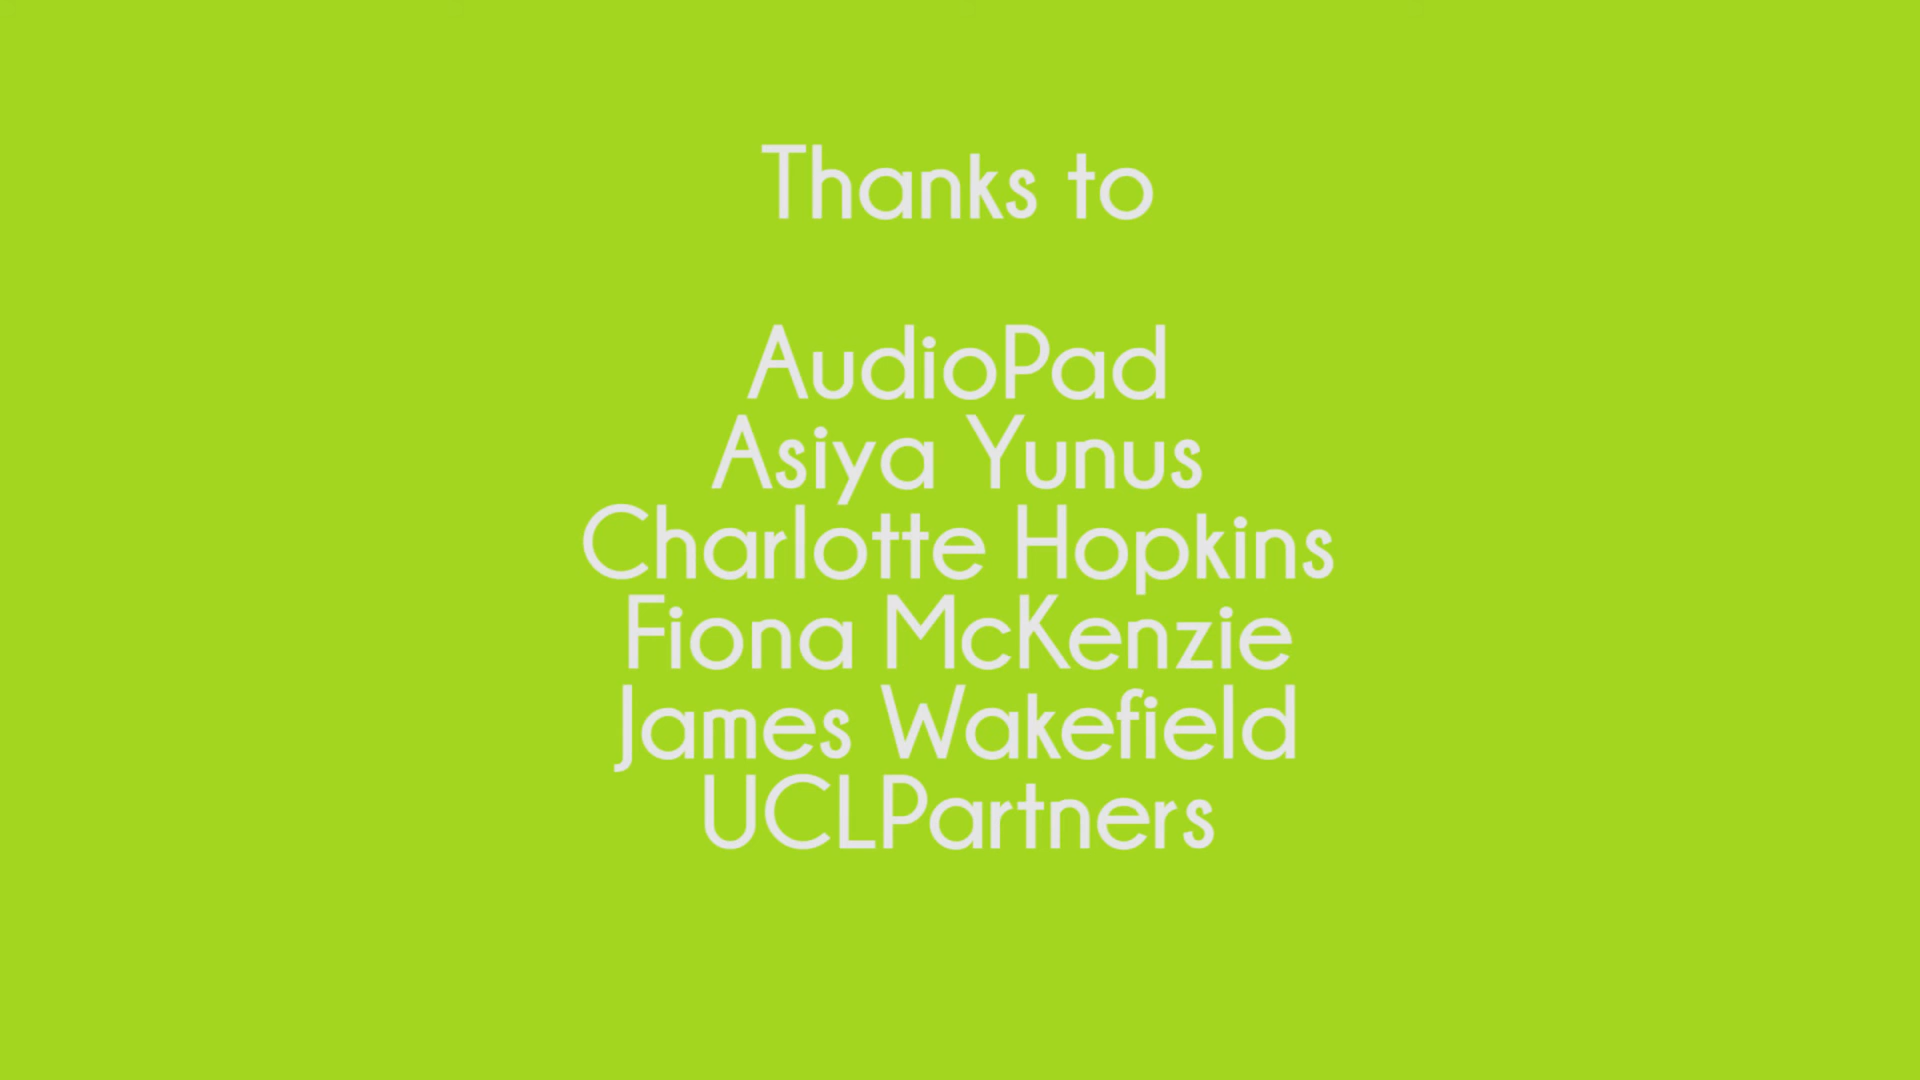 Thanks to
AudioPad
Asiya Yunus
Charlotte Hopkins
Fiona McKenzie
James Wakefield
UCLPartners